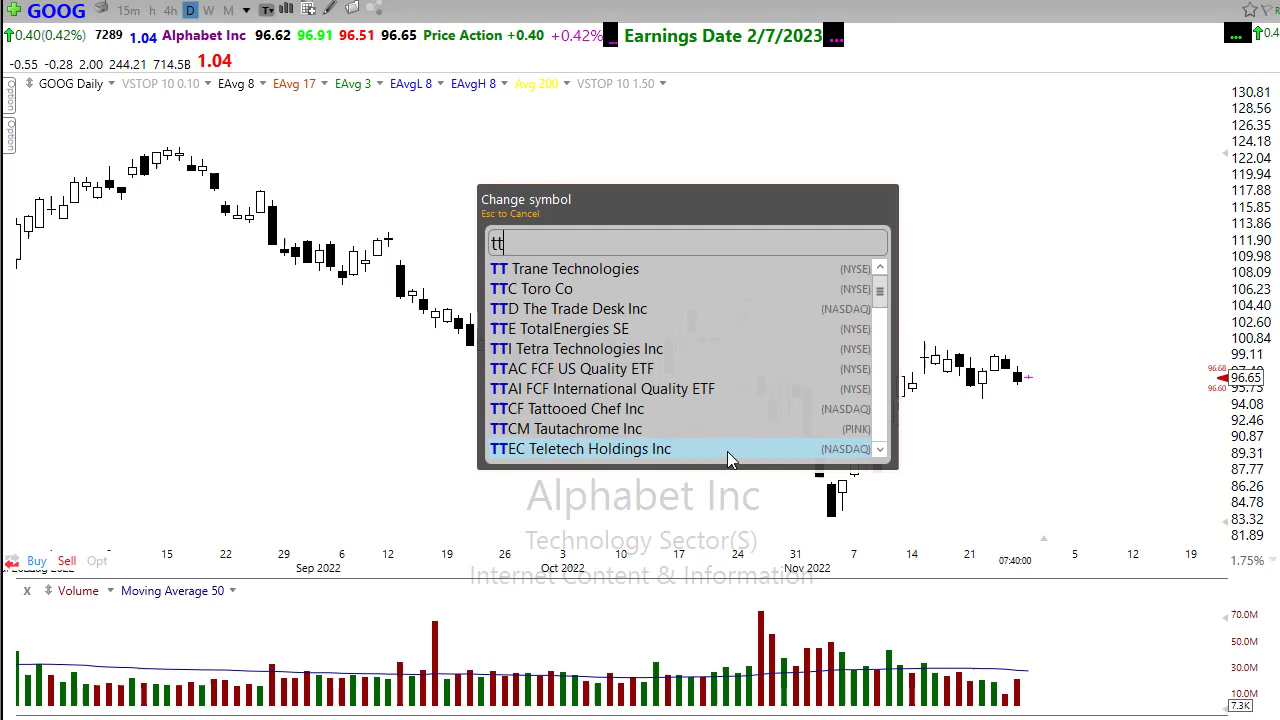 GOOG 15m h 4h D W M T
0.40(0.42%) 7289 1.04 Alphabet Inc 96.62 96.91 96.51 96.65 Price Action +0.40 +0.42% ... Earnings Date 2/7/2023 ... ... 0.4
-0.55 -0.28 2.00 244.21 714.5B 1.04
GOOG Daily VSTOP 10 0.10 EAvg 8 EAvg 17 EAvg 3 EAvgL 8 EAvgH 8 Avg 200 VSTOP 10 1.50
Option
Option
Change symbol
Esc to Cancel
tt
TT Trane Technologies (NYSE)
TTC Toro Co (NYSE)
TTD The Trade Desk Inc (NASDAQ)
TTE TotalEnergies SE (NYSE)
TTI Tetra Technologies Inc (NYSE)
TTAC FCF US Quality ETF (NYSE)
TTAI FCF International Quality ETF (NYSE)
TTCF Tattooed Chef Inc (NASDAQ)
TTCM Tautachrome Inc (PINK)
TTEC Teletech Holdings Inc (NASDAQ)
Alphabet Inc
Technology Sector(S)
Internet Content & Information
130.81
128.56
126.35
124.18
122.04
119.94
117.88
115.85
113.86
111.90
109.98
108.09
106.23
104.40
102.60
100.84
99.11
96.68
96.65
96.60
94.08
92.46
90.87
89.31
87.77
86.26
84.78
83.32
81.89
Buy Sell Opt
15 22 29 6 12 19 26 3 10 17 24 31 7 14 21 07:40:00 5 12 19
1.75%
Sep 2022 Oct 2022 Nov 2022
x Volume Moving Average 50
70.0M
50.0M
30.0M
10.0M
7.3K